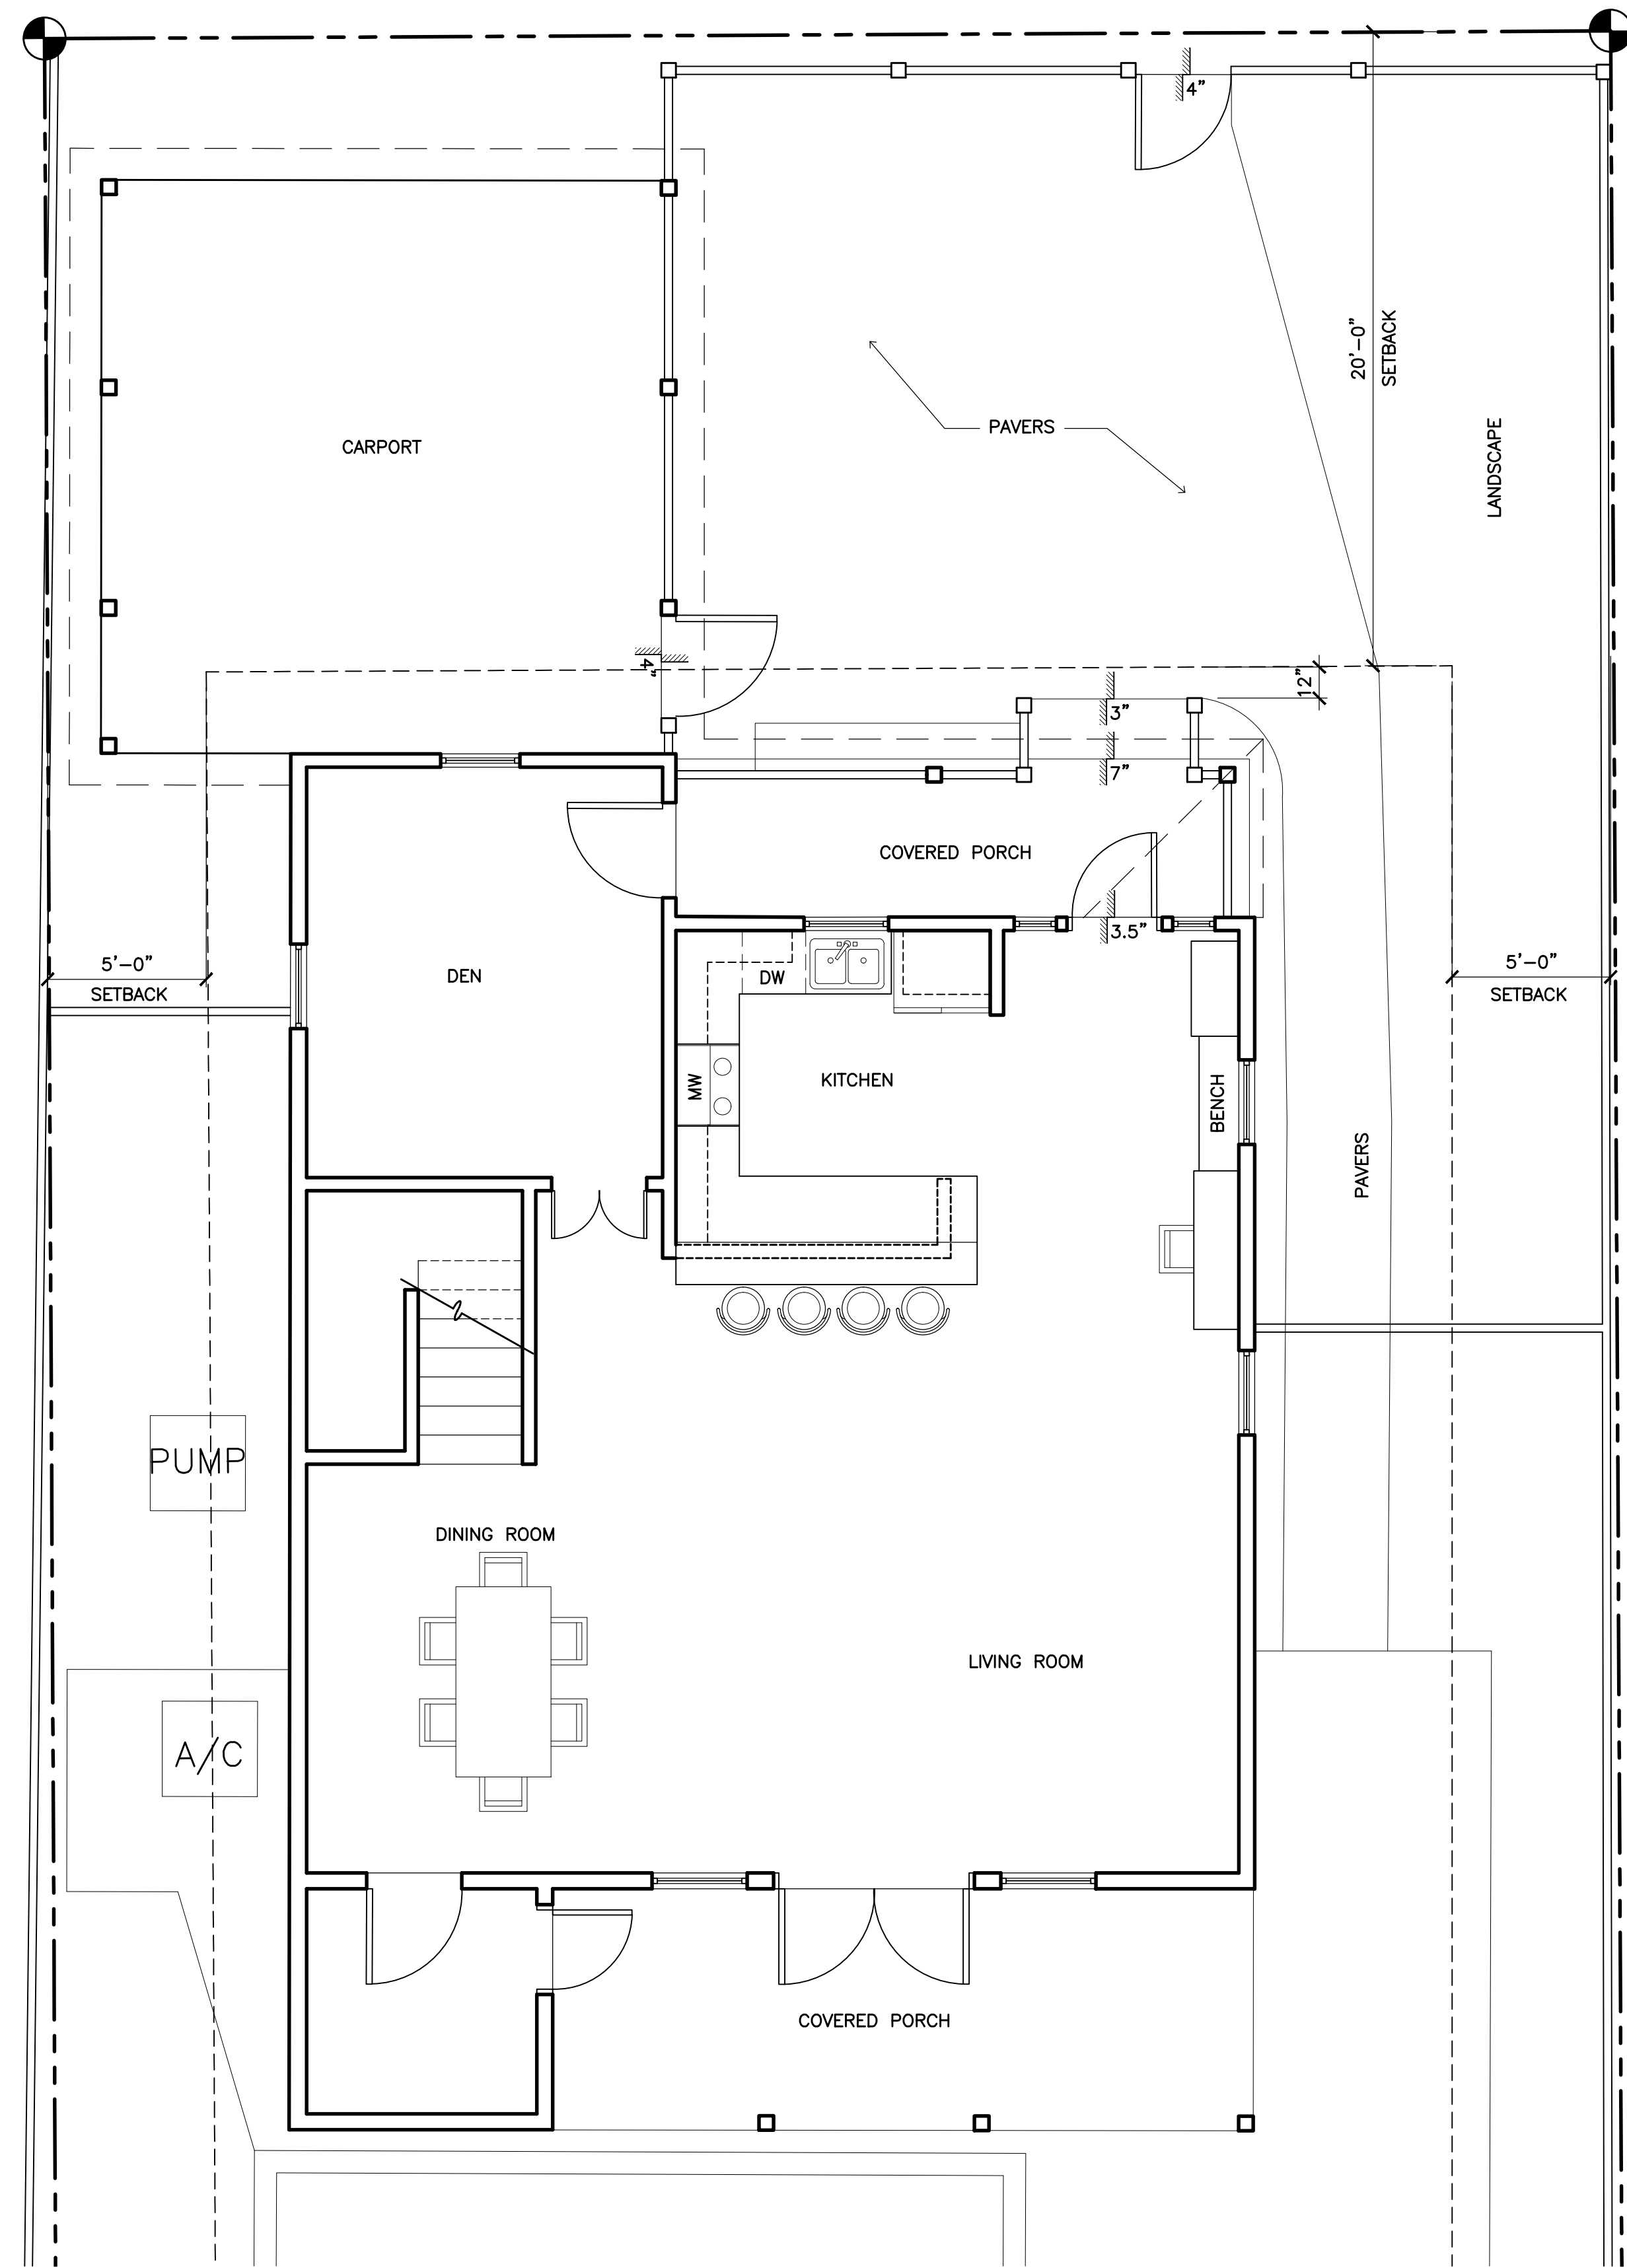 4"
20'-0"
SETBACK
CARPORT
PAVERS
LANDSCAPE
4"
12"
3"
7"
COVERED PORCH
3.5"
5'-0"
SETBACK
DEN
DW
5'-0"
SETBACK
MW
KITCHEN
BENCH
PAVERS
PUMP
DINING ROOM
LIVING ROOM
A/C
COVERED PORCH